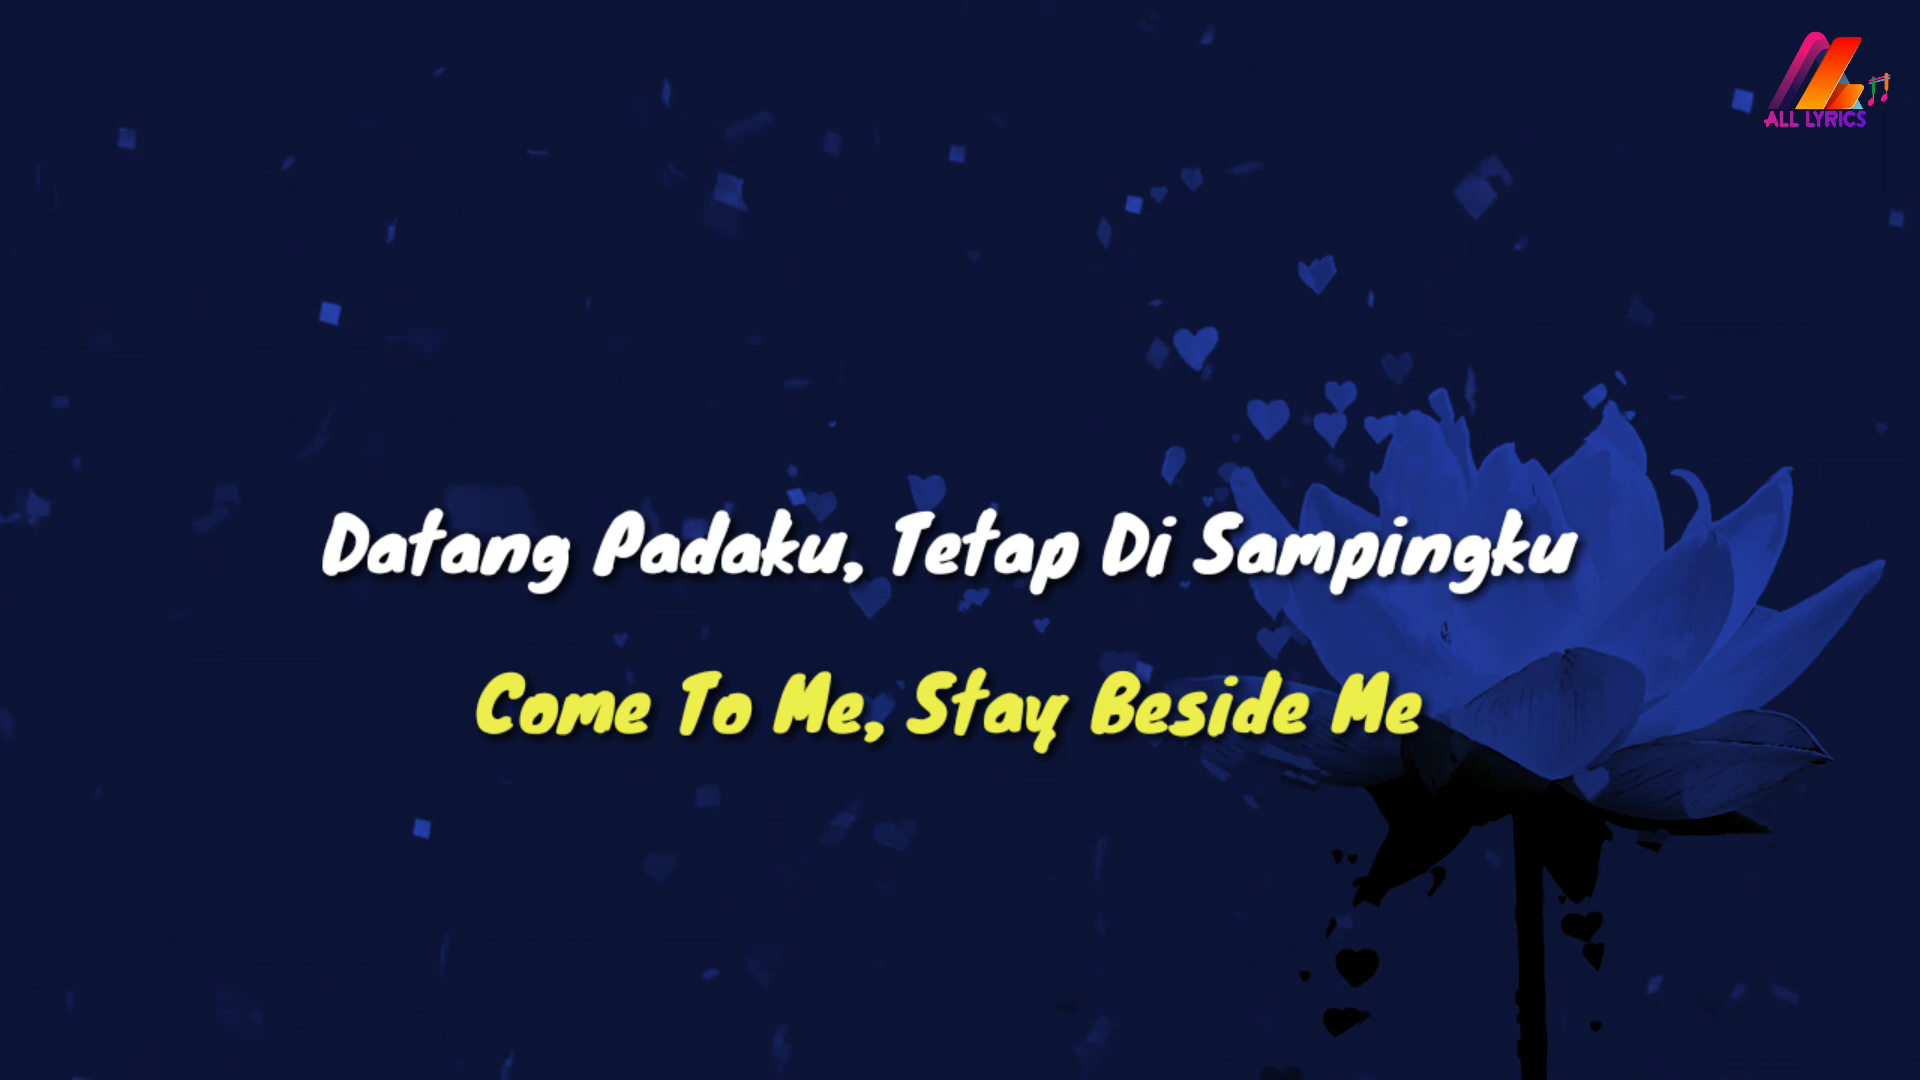 ALL LYRICS
Datang Padaku, Tetap Di Sampingku
Come To Me, Stay Beside Me